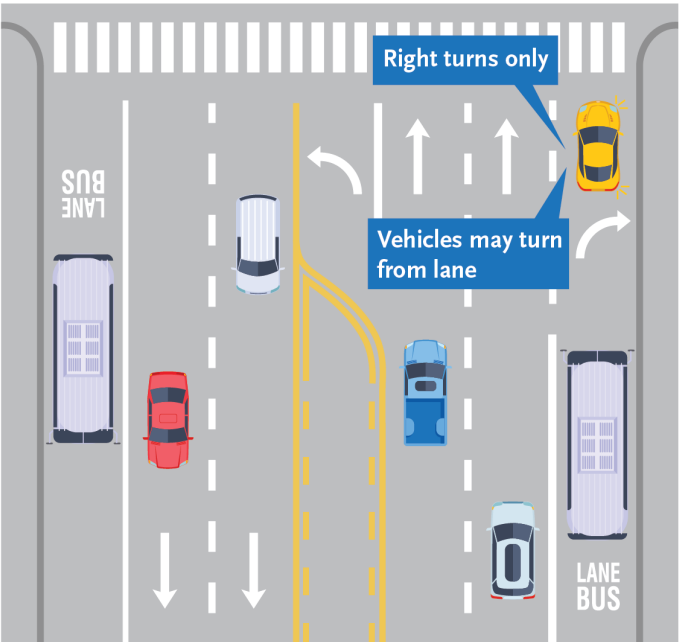 Right turns only
LANE
BUS
Vehicles may turn
from lane
LANE
BUS